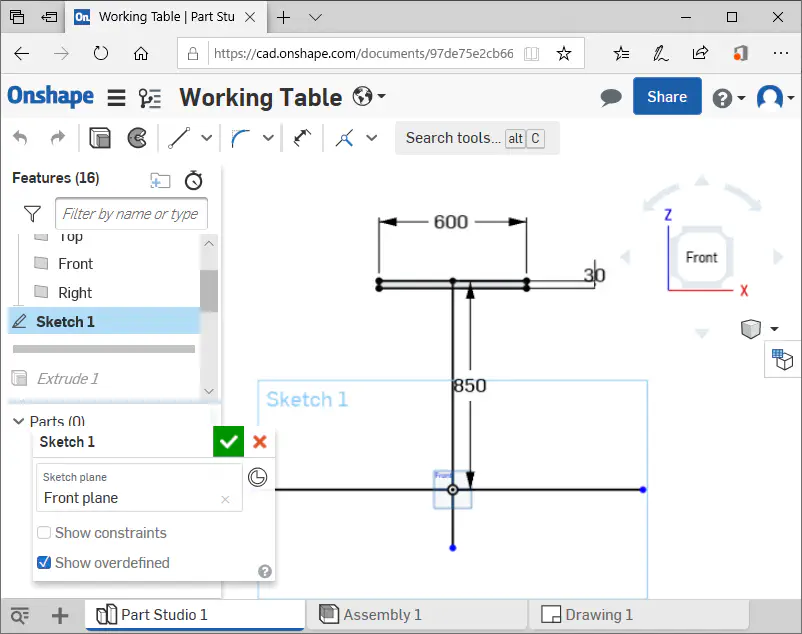 On. Working Table | Part Stu
https://cad.onshape.com/documents/97de75e2cb66
Onshape Working Table Share ?
Search tools... alt C
Features (16)
Filter by name or type
Top
Front
Right
Sketch 1
Extrude 1
Parts (0)
Sketch 1
Sketch plane
Front plane
Show constraints
Show overdefined
?
600
30
850
Sketch 1
Front
Z
Front
X
Part Studio 1 Assembly 1 Drawing 1